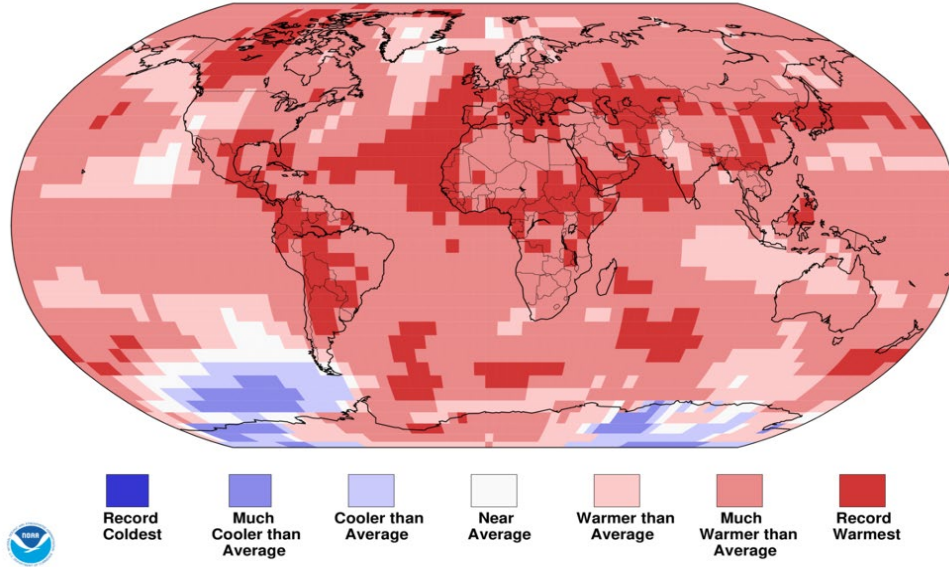 Record
Coldest
Much
Cooler than
Average
Cooler than
Average
Near
Average
Warmer than
Average
Much
Warmer than
Average
Record
Warmest
NOAA